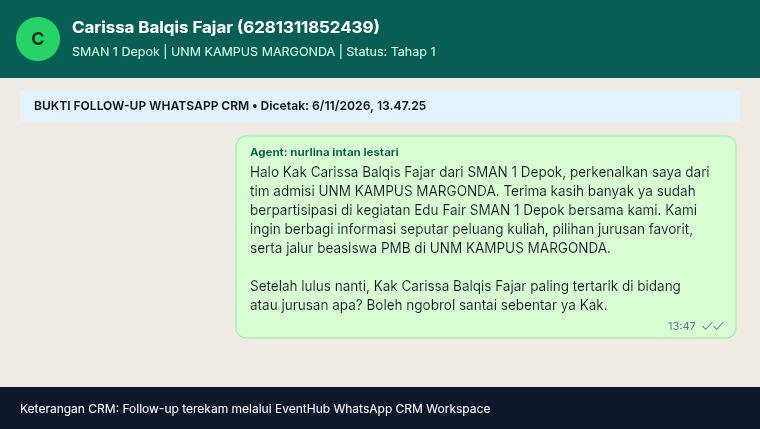 C
Carissa Balqis Fajar (6281311852439)
SMAN 1 Depok | UNM KAMPUS MARGONDA | Status: Tahap 1
BUKTI FOLLOW-UP WHATSAPP CRM • Dicetak: 6/11/2026, 13.47.25
Agent: nurlina intan lestari
Halo Kak Carissa Balqis Fajar dari SMAN 1 Depok, perkenalkan saya dari
tim admisi UNM KAMPUS MARGONDA. Terima kasih banyak ya sudah
berpartisipasi di kegiatan Edu Fair SMAN 1 Depok bersama kami. Kami
ingin berbagi informasi seputar peluang kuliah, pilihan jurusan favorit,
serta jalur beasiswa PMB di UNM KAMPUS MARGONDA.
Setelah lulus nanti, Kak Carissa Balqis Fajar paling tertarik di bidang
atau jurusan apa? Boleh ngobrol santai sebentar ya Kak.
13:47
Keterangan CRM: Follow-up terekam melalui EventHub WhatsApp CRM Workspace